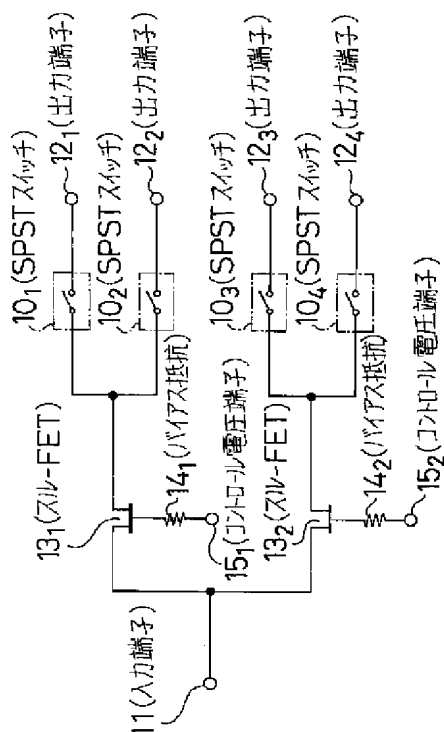 11(入力端子)
13₁(スルーFET)
14₁(バイアス抵抗)
15₁(コントロール電圧端子)
10₁(SPSTスイッチ)
12₁(出力端子)
10₂(SPSTスイッチ)
12₂(出力端子)
13₂(スルーFET)
14₂(バイアス抵抗)
15₂(コントロール電圧端子)
10₃(SPSTスイッチ)
12₃(出力端子)
10₄(SPSTスイッチ)
12₄(出力端子)